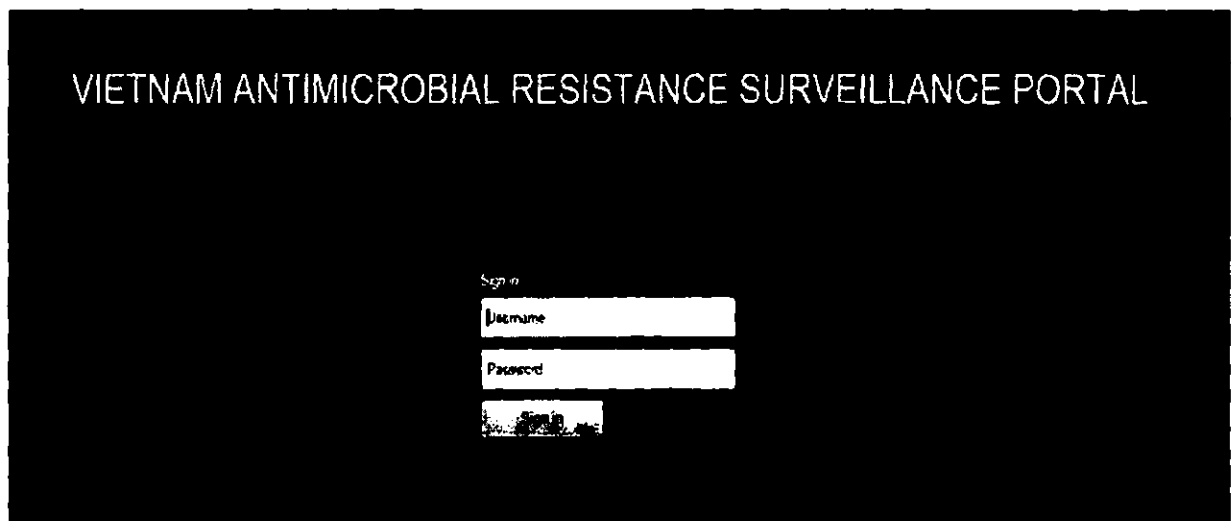 VIETNAM ANTIMICROBIAL RESISTANCE SURVEILLANCE PORTAL
Sign in
Username
Password
Sign in